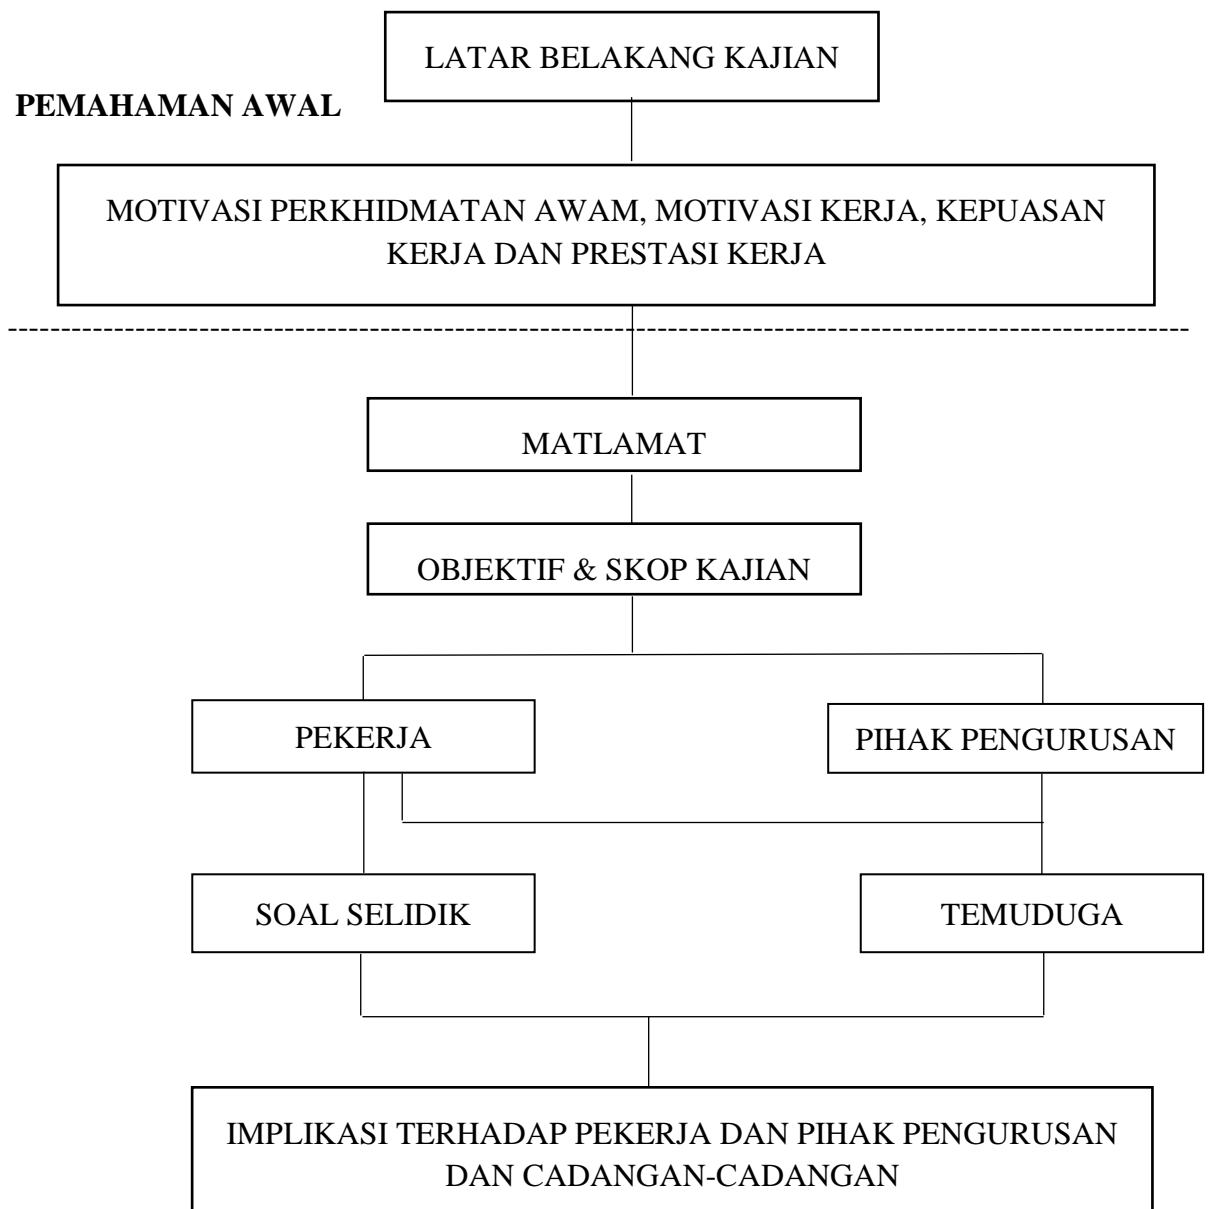 LATAR BELAKANG KAJIAN
PEMAHAMAN AWAL
MOTIVASI PERKHIDMATAN AWAM, MOTIVASI KERJA, KEPUASAN
KERJA DAN PRESTASI KERJA
MATLAMAT
OBJEKTIF & SKOP KAJIAN
PEKERJA
PIHAK PENGURUSAN
SOAL SELIDIK
TEMUDUGA
IMPLIKASI TERHADAP PEKERJA DAN PIHAK PENGURUSAN
DAN CADANGAN-CADANGAN